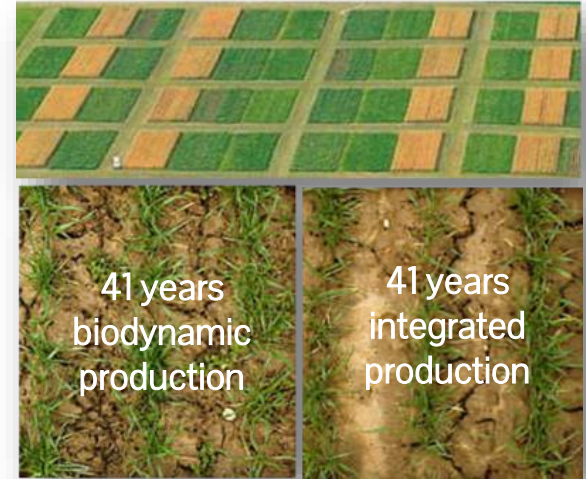 41 years
biodynamic
production
41 years
integrated
production